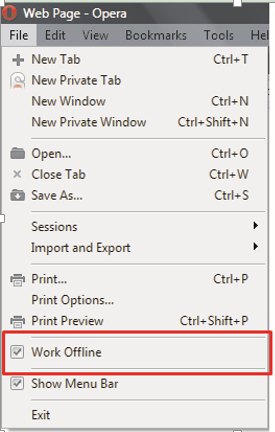 Web Page - Opera
File Edit View Bookmarks Tools Hel
New Tab Ctrl+T
New Private Tab
New Window Ctrl+N
New Private Window Ctrl+Shift+N
Open... Ctrl+O
Close Tab Ctrl+W
Save As... Ctrl+S
Sessions
Import and Export
Print... Ctrl+P
Print Options...
Print Preview Ctrl+Shift+P
Work Offline
Show Menu Bar
Exit